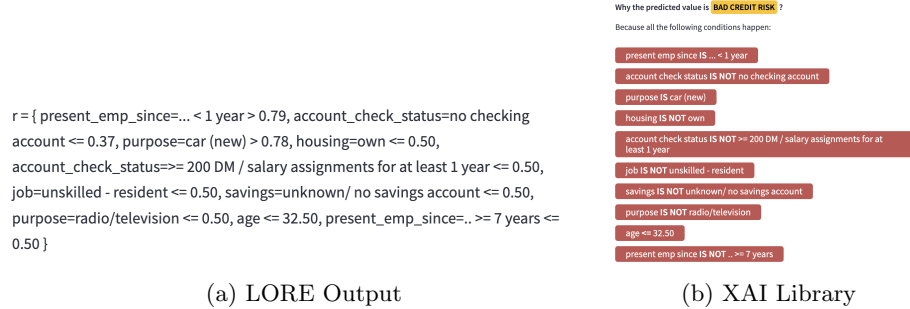 r = { present_emp_since=... < 1 year > 0.79, account_check_status=no checking
account <= 0.37, purpose=car (new) > 0.78, housing=own <= 0.50,
account_check_status=>= 200 DM / salary assignments for at least 1 year <= 0.50,
job=unskilled - resident <= 0.50, savings=unknown/ no savings account <= 0.50,
purpose=radio/television <= 0.50, age <= 32.50, present_emp_since=.. >= 7 years <=
0.50 }
(a) LORE Output
Why the predicted value is BAD CREDIT RISK ?
Because all the following conditions happen:
present emp since IS ... < 1 year
account check status IS NOT no checking account
purpose IS car (new)
housing IS NOT own
account check status IS NOT >= 200 DM / salary assignments for at
least 1 year
job IS NOT unskilled - resident
savings IS NOT unknown/ no savings account
purpose IS NOT radio/television
age <= 32.50
present emp since IS NOT .. >= 7 years
(b) XAI Library